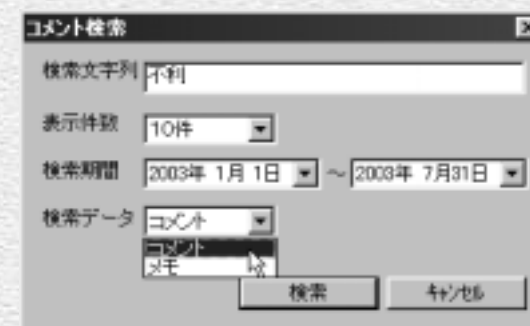 コメント検索
検索文字列 不利
表示件数 10件
検索期間 2003年 1月 1日 ～ 2003年 7月31日
検索データ コメント
コメント
メモ
検索 キャンセル